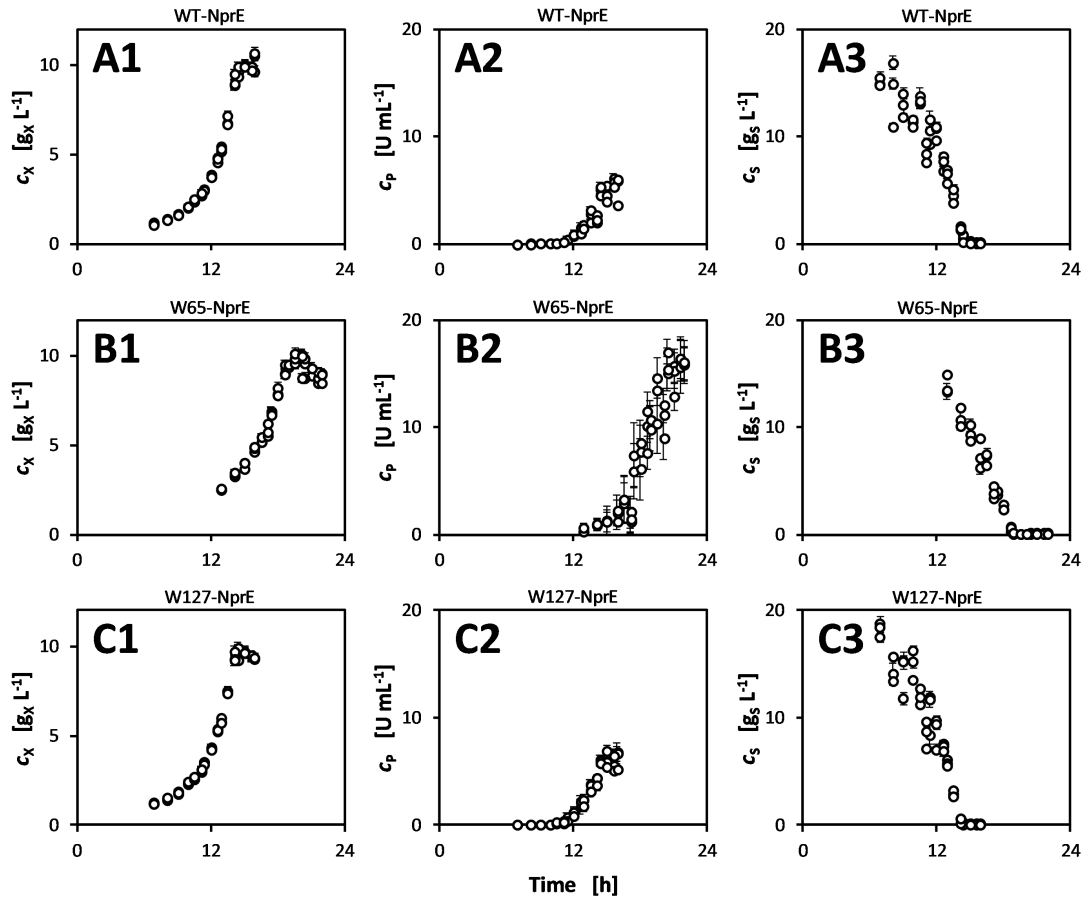 WT-NprE WT-NprE WT-NprE
A1 A2 A3
cX [gX L-1] cP [U mL-1] cS [gS L-1]
10 20 20
5 10 10
0 0 0
0 12 24 0 12 24 0 12 24
W65-NprE W65-NprE W65-NprE
B1 B2 B3
cX [gX L-1] cP [U mL-1] cS [gS L-1]
10 20 20
5 10 10
0 0 0
0 12 24 0 12 24 0 12 24
W127-NprE W127-NprE W127-NprE
C1 C2 C3
cX [gX L-1] cP [U mL-1] cS [gS L-1]
10 20 20
5 10 10
0 0 0
0 12 24 0 12 24 0 12 24
Time [h]